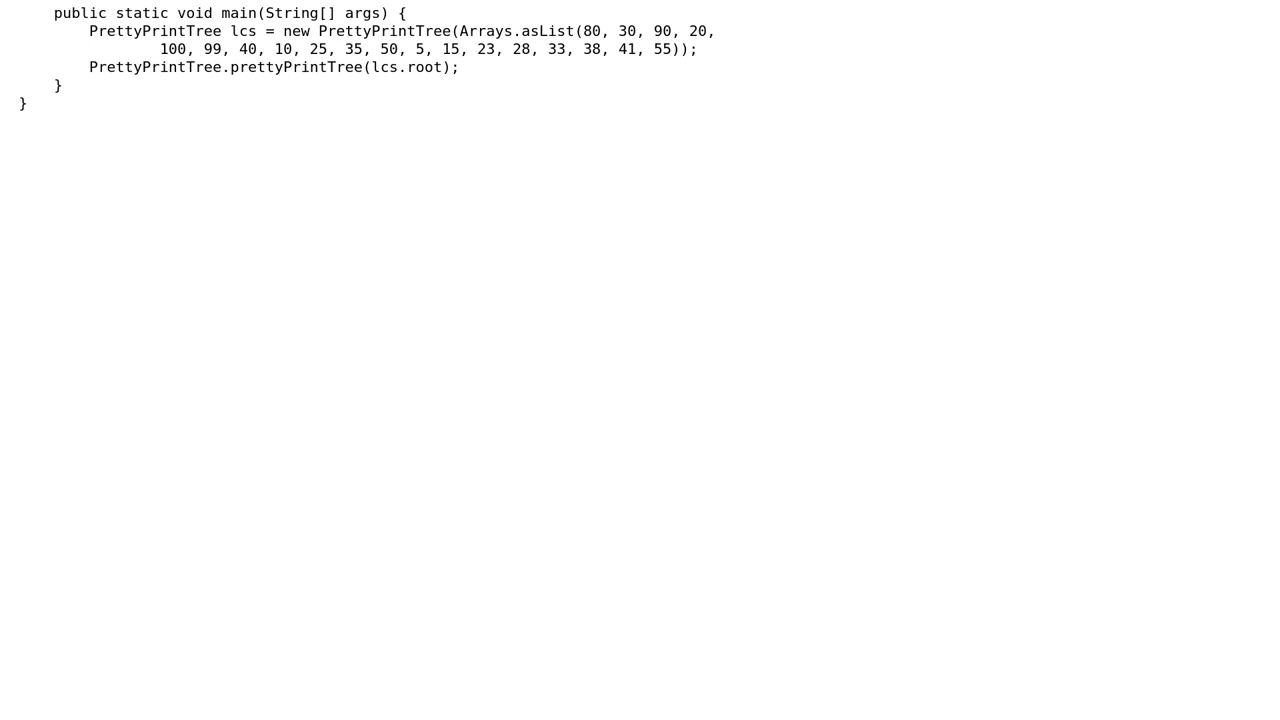 public static void main(String[] args) {
PrettyPrintTree lcs = new PrettyPrintTree(Arrays.asList(80, 30, 90, 20,
100, 99, 40, 10, 25, 35, 50, 5, 15, 23, 28, 33, 38, 41, 55));
PrettyPrintTree.prettyPrintTree(lcs.root);
}
}